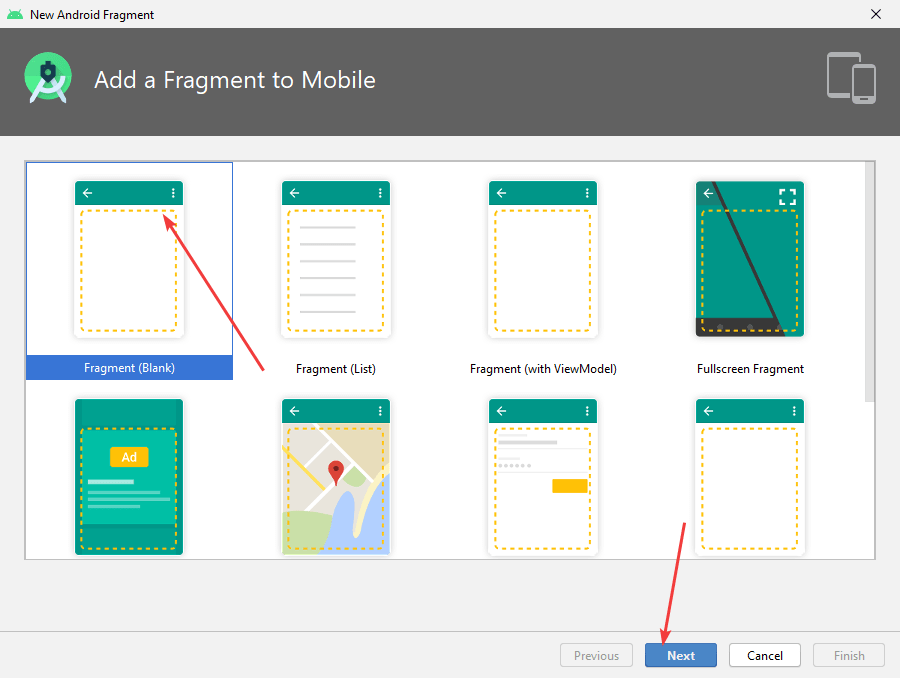 New Android Fragment
Add a Fragment to Mobile
Fragment (Blank)
Fragment (List)
Fragment (with ViewModel)
Fullscreen Fragment
Ad
Previous
Next
Cancel
Finish